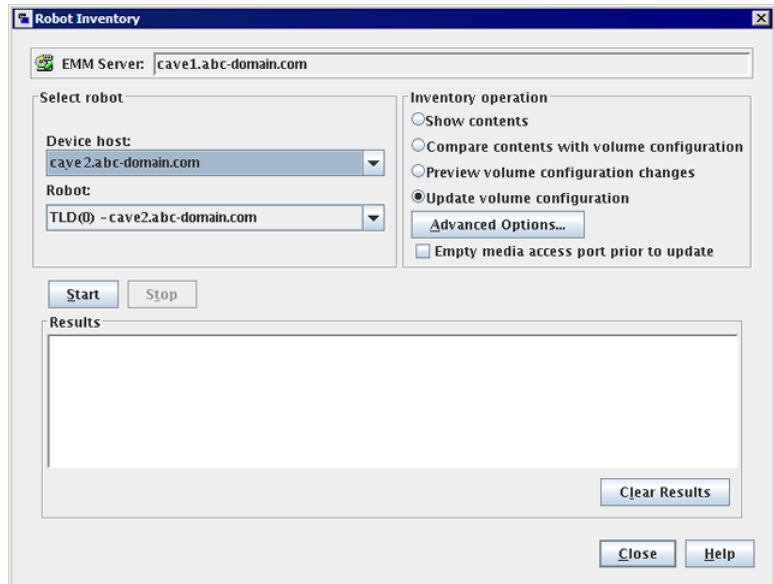 Robot Inventory
EMM Server: cave1.abc-domain.com
Select robot
Device host:
cave2.abc-domain.com
Robot:
TLD(0) - cave2.abc-domain.com
Inventory operation
Show contents
Compare contents with volume configuration
Preview volume configuration changes
Update volume configuration
Advanced Options...
Empty media access port prior to update
Start Stop
Results
Clear Results
Close Help